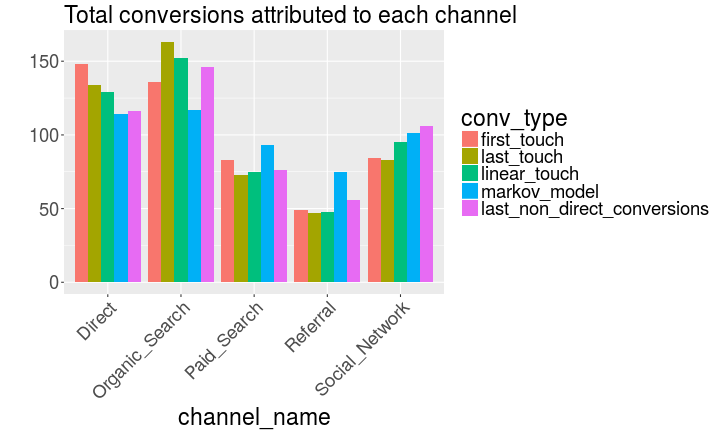 Total conversions attributed to each channel
150
100
50
0
Direct
Organic_Search
Paid_Search
Referral
Social_Network
channel_name
conv_type
first_touch
last_touch
linear_touch
markov_model
last_non_direct_conversions